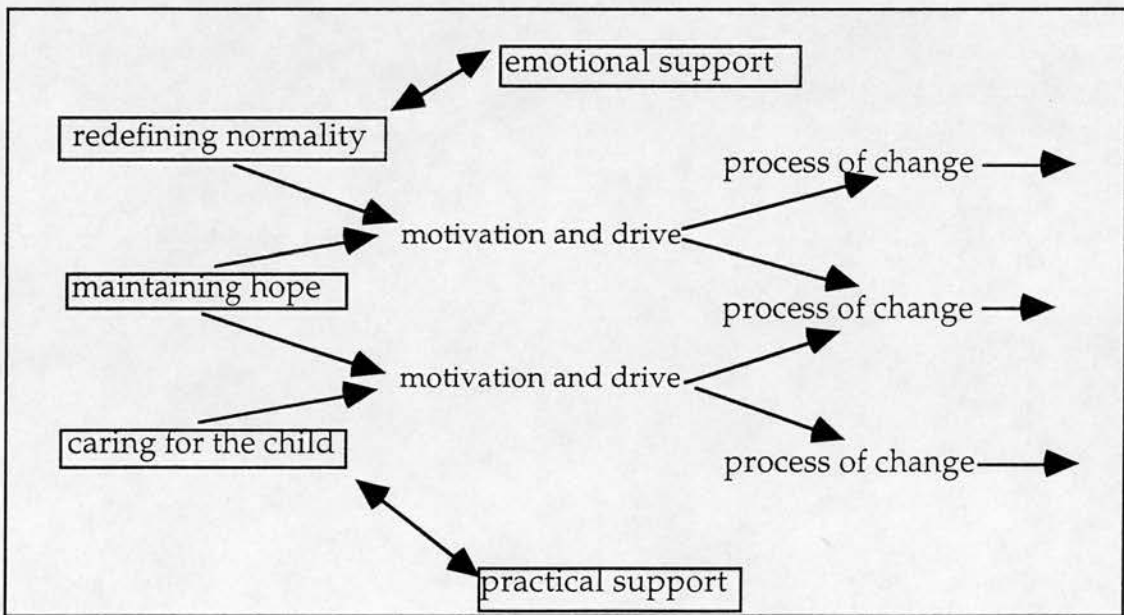 emotional support
redefining normality
process of change
motivation and drive
maintaining hope
process of change
motivation and drive
caring for the child
process of change
practical support